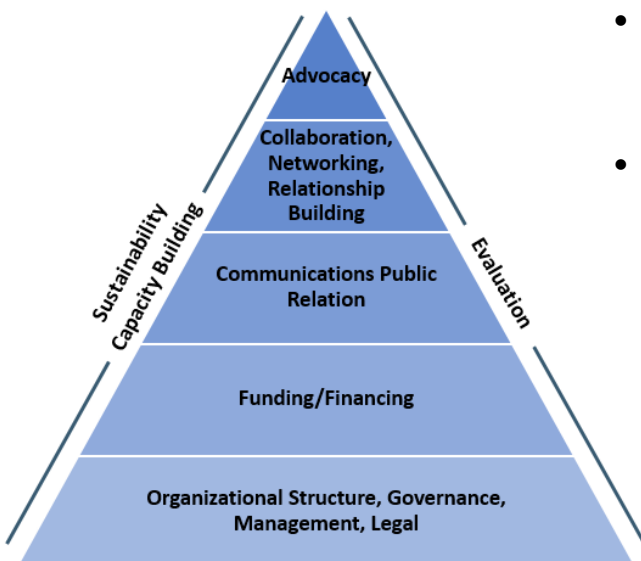 Advocacy
Collaboration,
Networking,
Relationship
Building
Sustainability
Capacity Building
Evaluation
Communications Public
Relation
Funding/Financing
Organizational Structure, Governance,
Management, Legal